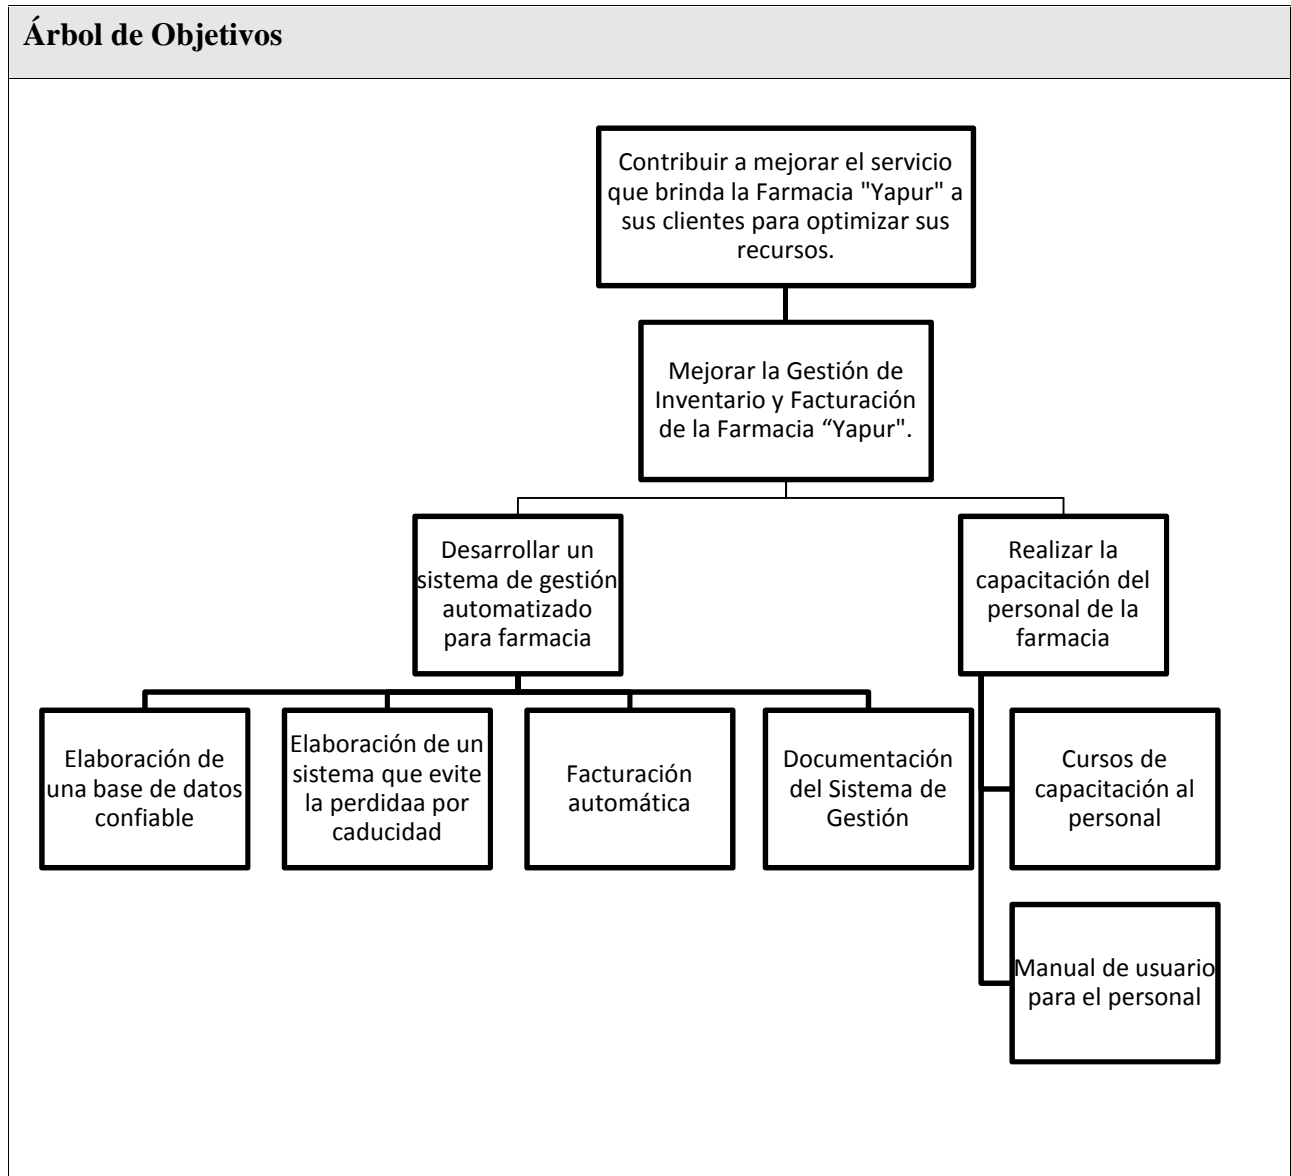 Árbol de Objetivos
Contribuir a mejorar el servicio
que brinda la Farmacia "Yapur" a
sus clientes para optimizar sus
recursos.
Mejorar la Gestión de
Inventario y Facturación
de la Farmacia “Yapur".
Desarrollar un
sistema de gestión
automatizado
para farmacia
Realizar la
capacitación del
personal de la
farmacia
Elaboración de
una base de datos
confiable
Elaboración de un
sistema que evite
la perdidaa por
caducidad
Facturación
automática
Documentación
del Sistema de
Gestión
Cursos de
capacitación al
personal
Manual de usuario
para el personal